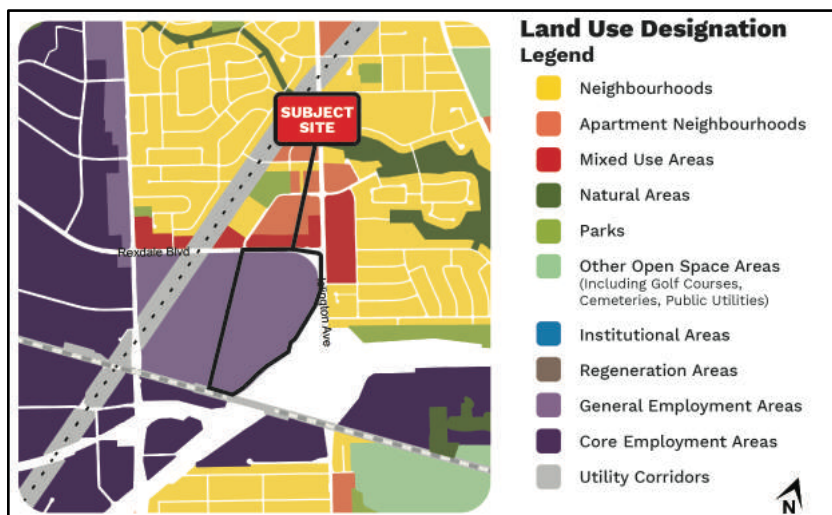 Land Use Designation
Legend
SUBJECT
SITE
Rexdale Blvd
Islington Ave
Neighbourhoods
Apartment Neighbourhoods
Mixed Use Areas
Natural Areas
Parks
Other Open Space Areas
(Including Golf Courses,
Cemeteries, Public Utilities)
Institutional Areas
Regeneration Areas
General Employment Areas
Core Employment Areas
Utility Corridors
N